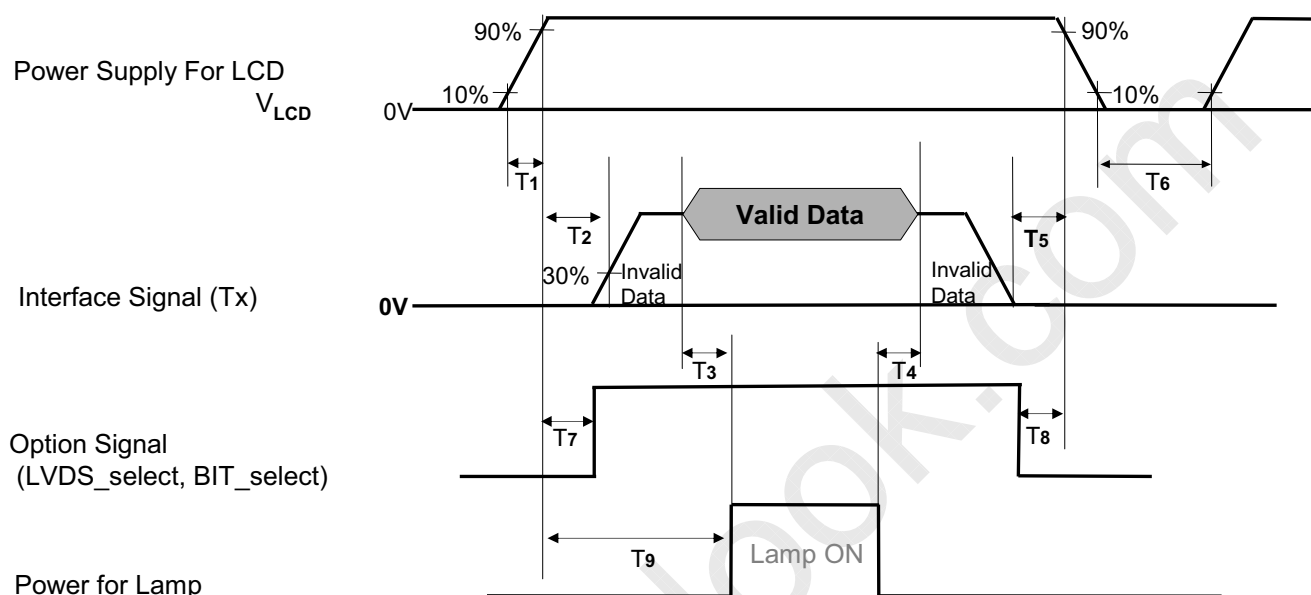 90%
90%
Power Supply For LCD
VLCD
10%
10%
0V
T1
T6
T2
Valid Data
T5
30%
Invalid
Data
Invalid
Data
Interface Signal (Tx)
0V
T3
T4
T7
T8
Option Signal
(LVDS_select, BIT_select)
T9
Lamp ON
Power for Lamp
look.com